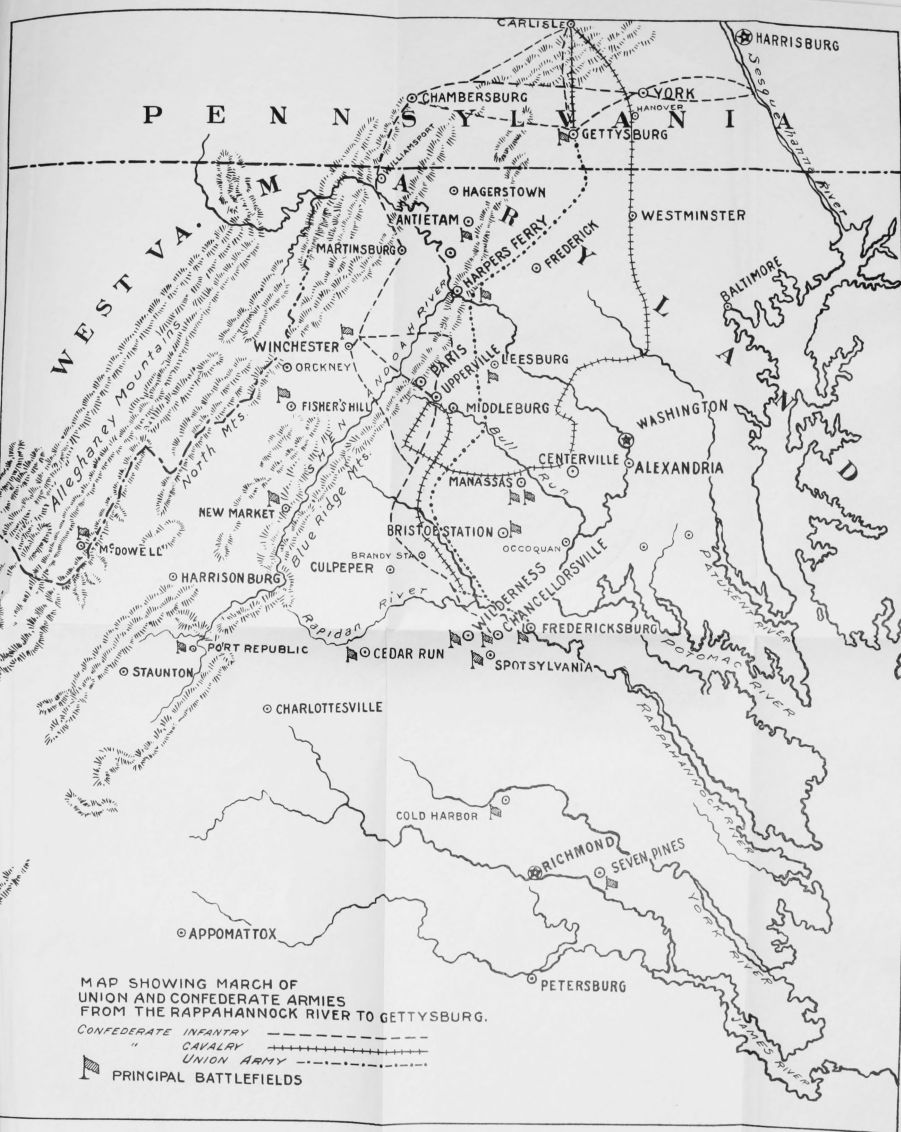 CARLISLE
HARRISBURG
Sesquehanna River
CHAMBERSBURG
YORK
HANOVER
PENNSYLVANIA
GETTYSBURG
WILLIAMSPORT
MARYLAND
HAGERSTOWN
ANTIETAM
WESTMINSTER
WEST VA.
MARTINSBURG
HARPERS FERRY
FREDERICK
BALTIMORE
WINCHESTER
ORCKNEY
SHENENDOAH RIVER
PARIS
UPPERVILLE
LEESBURG
FISHER'S HILL
MIDDLEBURG
WASHINGTON
Alleghaney Mountains
North Mts.
Bull Run
CENTERVILLE
ALEXANDRIA
MANASSAS
NEW MARKET
Blue Ridge Mts.
BRISTOE STATION
OCCOQUAN
McDOWELL
BRANDY STA.
CULPEPER
HARRISONBURG
Rapidan River
WILDERNESS
CHANCELLORSVILLE
FREDERICKSBURG
PATUXENT RIVER
POTOMAC RIVER
PORT REPUBLIC
CEDAR RUN
SPOTSYLVANIA
STAUNTON
CHARLOTTESVILLE
RAPPAHANNOCK RIVER
COLD HARBOR
RICHMOND
SEVEN PINES
YORK RIVER
APPOMATTOX
PETERSBURG
JAMES RIVER
MAP SHOWING MARCH OF
UNION AND CONFEDERATE ARMIES
FROM THE RAPPAHANNOCK RIVER TO GETTYSBURG.
CONFEDERATE INFANTRY
" CAVALRY
UNION ARMY
PRINCIPAL BATTLEFIELDS